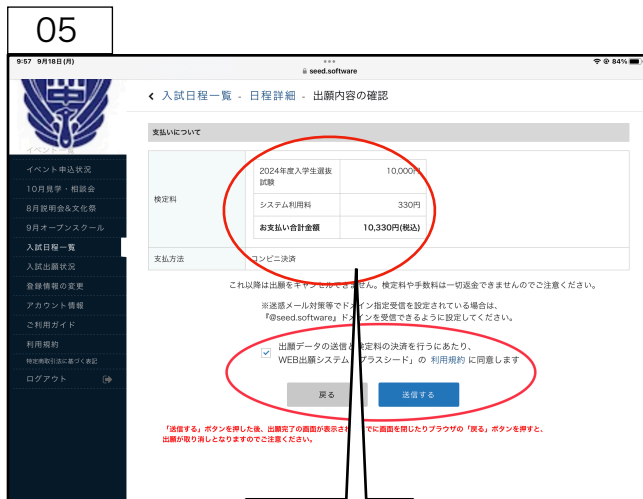 05
9:57 9月18日(月)
seed.software
84%
入試日程一覧 - 日程詳細 - 出願内容の確認
イベント一覧
イベント申込状況
10月見学・相談会
8月説明会&文化祭
9月オープンスクール
入試日程一覧
入試出願状況
登録情報の変更
アカウント情報
ご利用ガイド
利用規約
特定商取引法に基づく表記
ログアウト
支払いについて
検定料
2024年度入学生選抜
試験
10,000円
システム利用料 330円
お支払い合計金額 10,330円(税込)
支払方法 コンビニ決済
これ以降は出願をキャンセルできません。検定料や手数料は一切返金できませんのでご注意ください。
※迷惑メール対策等でドメイン指定受信を設定されている場合は、
『@seed.software』ドメインを受信できるように設定してください。
出願データの送信と検定料の決済を行うにあたり、
WEB出願システム「プラスシード」の 利用規約 に同意します
戻る
送信する
「送信する」ボタンを押した後、出願完了の画面が表示されるまでに画面を閉じたりブラウザの「戻る」ボタンを押すと、
出願が取り消しとなりますのでご注意ください。